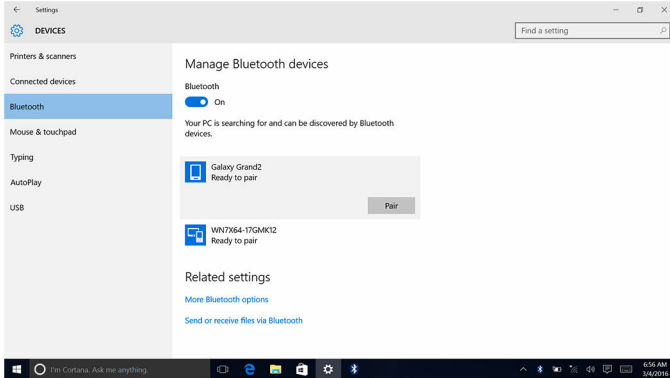 Settings
DEVICES
Find a setting
Printers & scanners
Connected devices
Bluetooth
Mouse & touchpad
Typing
AutoPlay
USB
Manage Bluetooth devices
Bluetooth
On
Your PC is searching for and can be discovered by Bluetooth
devices.
Galaxy Grand2
Ready to pair
Pair
WN7X64-17GMK12
Ready to pair
Related settings
More Bluetooth options
Send or receive files via Bluetooth
I'm Cortana. Ask me anything.
6:56 AM
3/4/2016